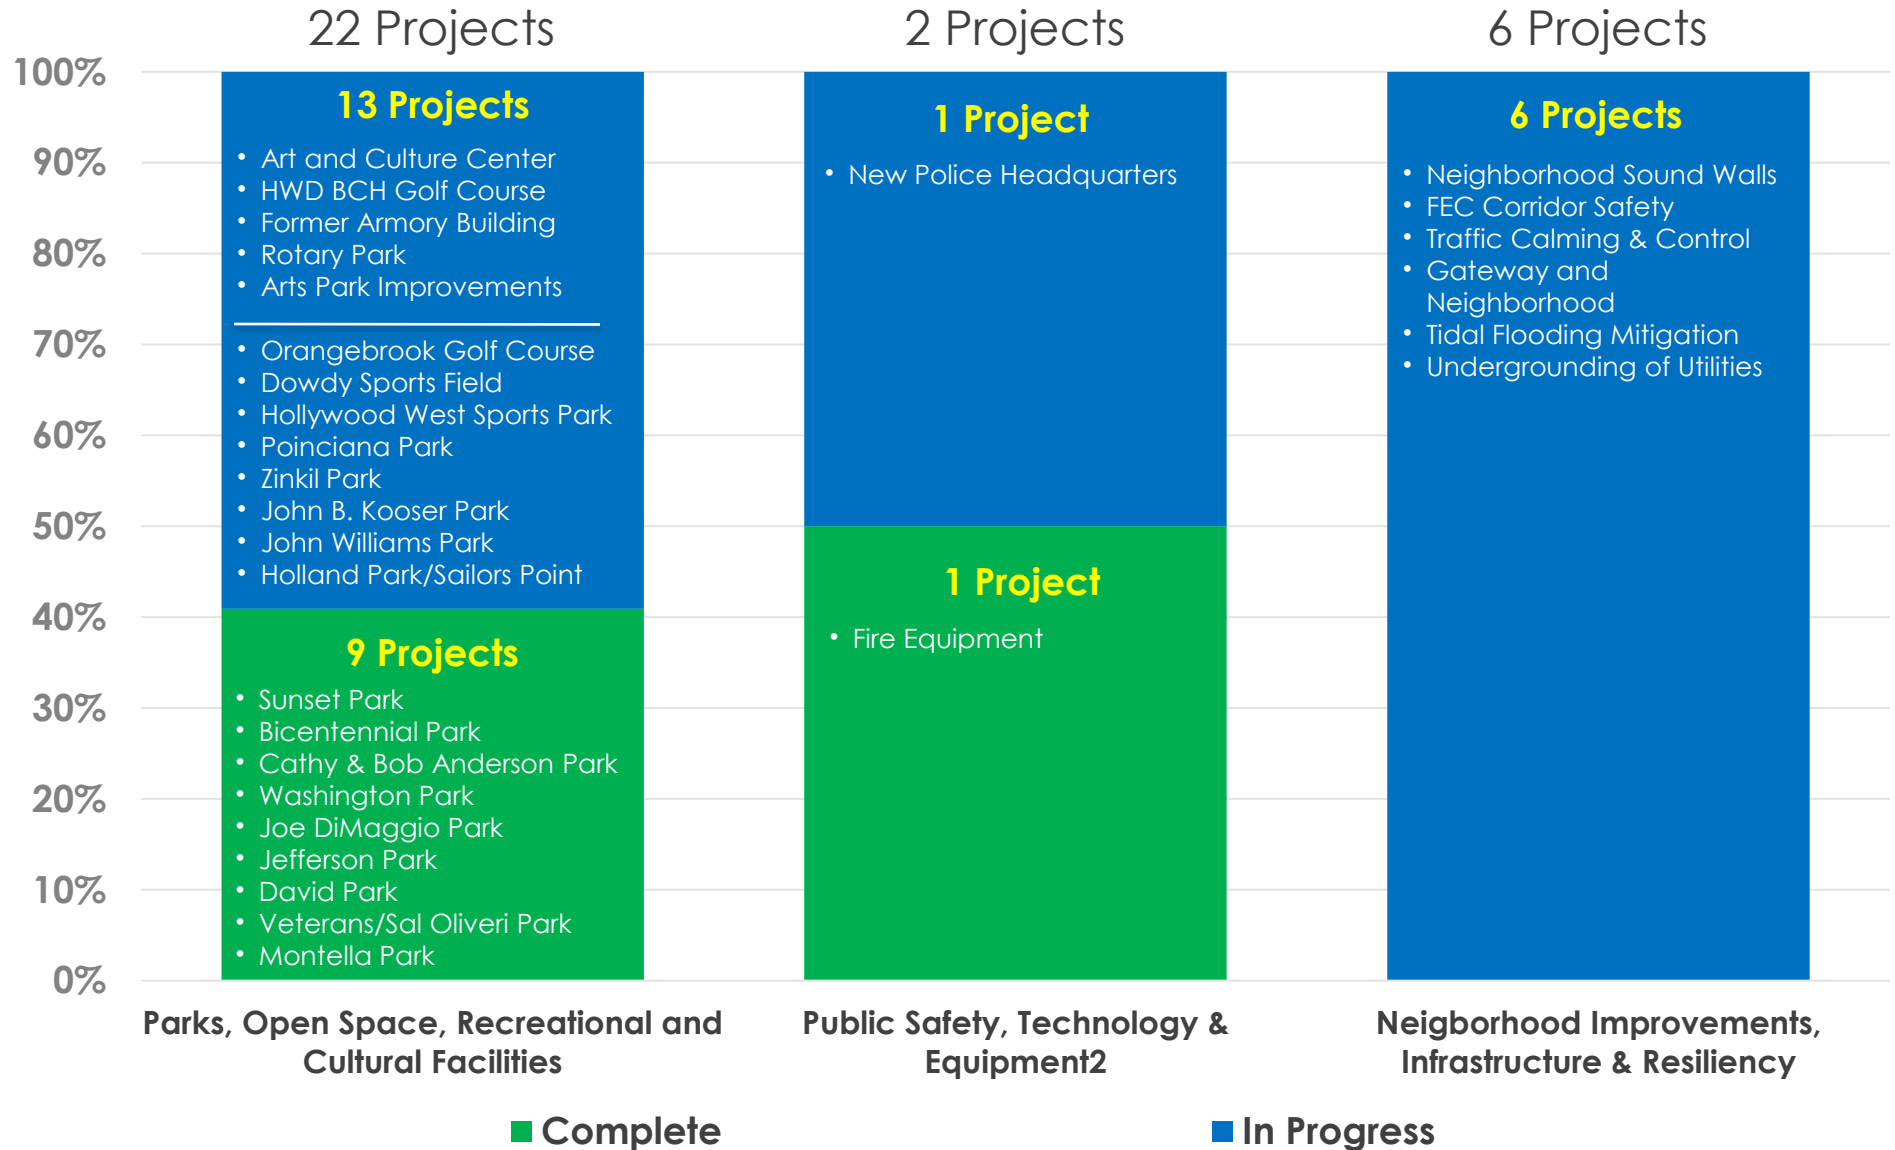 22 Projects
2 Projects
6 Projects
100%
90%
80%
70%
60%
50%
40%
30%
20%
10%
0%
13 Projects
• Art and Culture Center
• HWD BCH Golf Course
• Former Armory Building
• Rotary Park
• Arts Park Improvements
• Orangebrook Golf Course
• Dowdy Sports Field
• Hollywood West Sports Park
• Poinciana Park
• Zinkil Park
• John B. Kooser Park
• John Williams Park
• Holland Park/Sailors Point
9 Projects
• Sunset Park
• Bicentennial Park
• Cathy & Bob Anderson Park
• Washington Park
• Joe DiMaggio Park
• Jefferson Park
• David Park
• Veterans/Sal Oliveri Park
• Montella Park
1 Project
• New Police Headquarters
1 Project
• Fire Equipment
6 Projects
• Neighborhood Sound Walls
• FEC Corridor Safety
• Traffic Calming & Control
• Gateway and
Neighborhood
• Tidal Flooding Mitigation
• Undergrounding of Utilities
Parks, Open Space, Recreational and
Cultural Facilities
Public Safety, Technology &
Equipment2
Neigborhood Improvements,
Infrastructure & Resiliency
Complete
In Progress